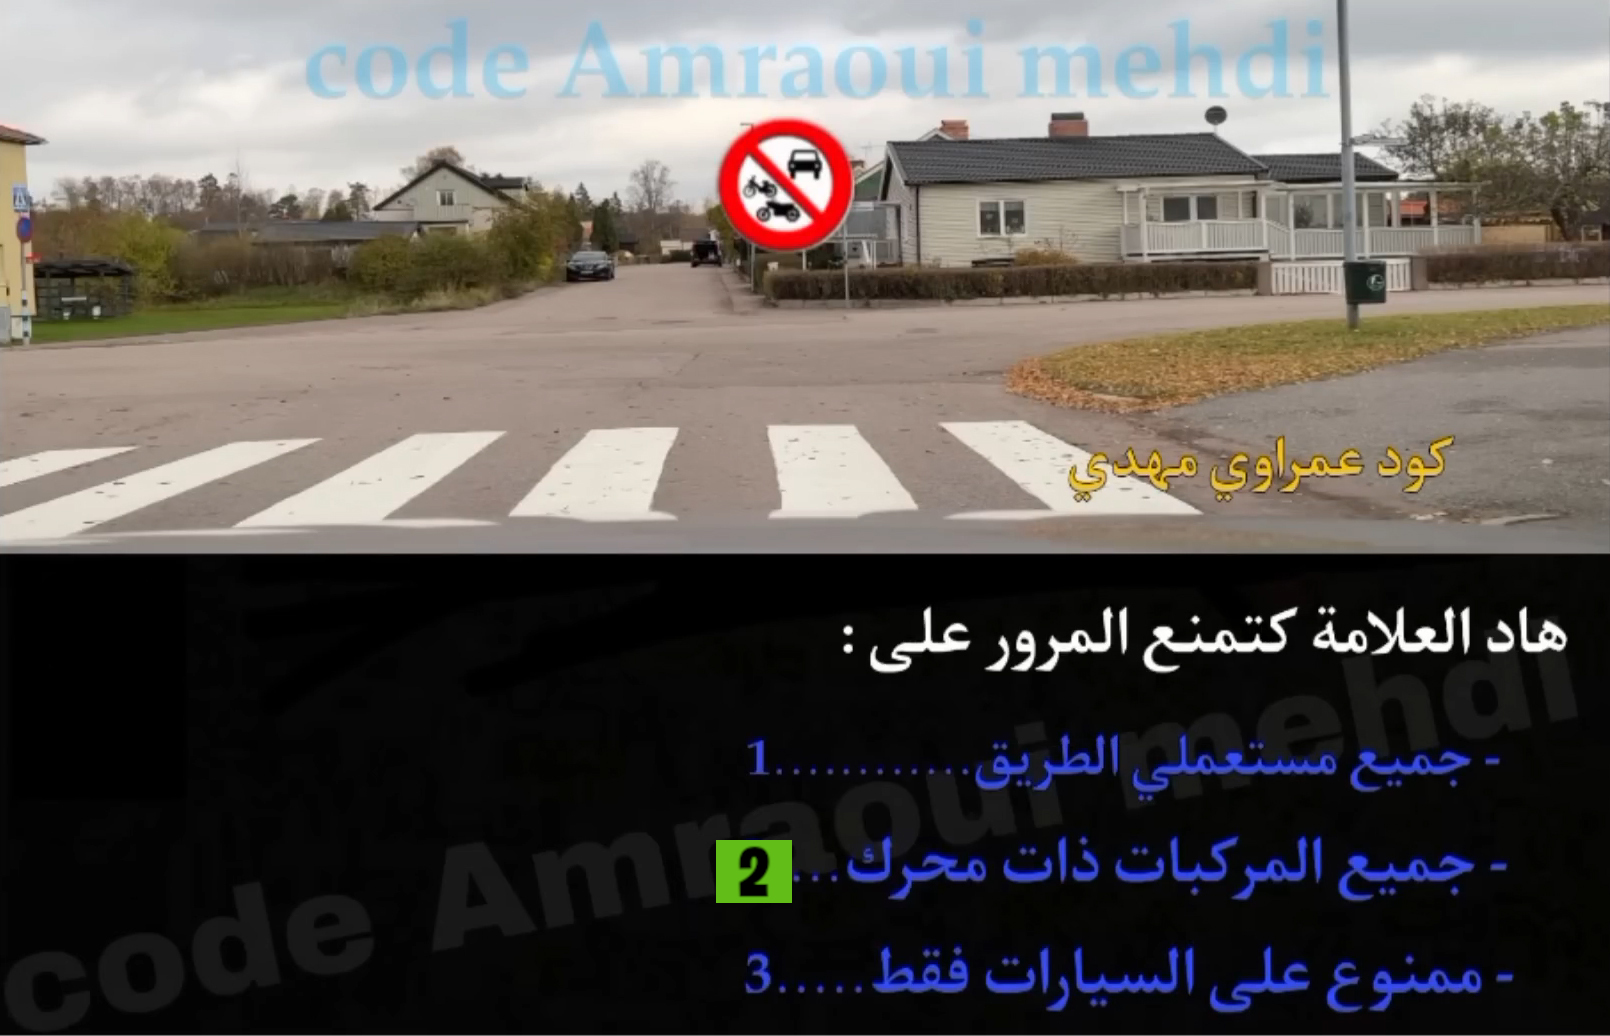 code Amraoui mehdi
كود عمراوي مهدي
هاد العلامة كتمنع المرور على :
- جميع مستعملي الطريق............1
- جميع المركبات ذات محرك...2
- ممنوع على السيارات فقط.....3
code Amraoui mehdi